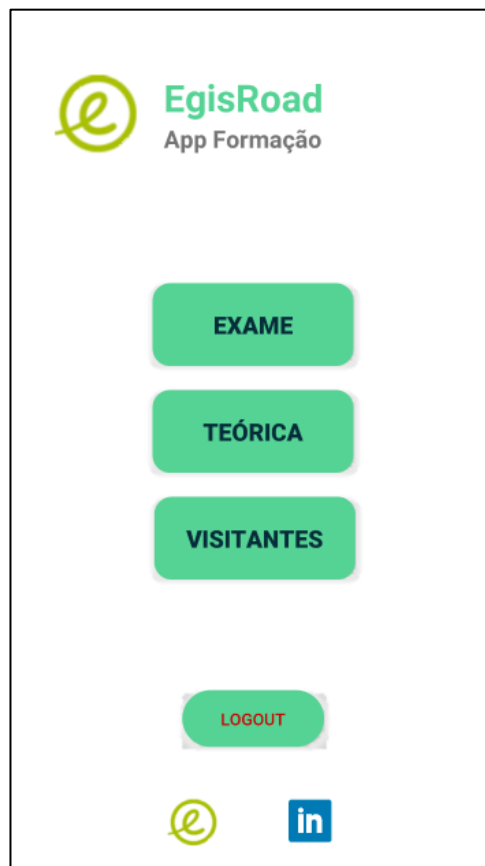 EgisRoad
App Formação
EXAME
TEÓRICA
VISITANTES
LOGOUT
e
in